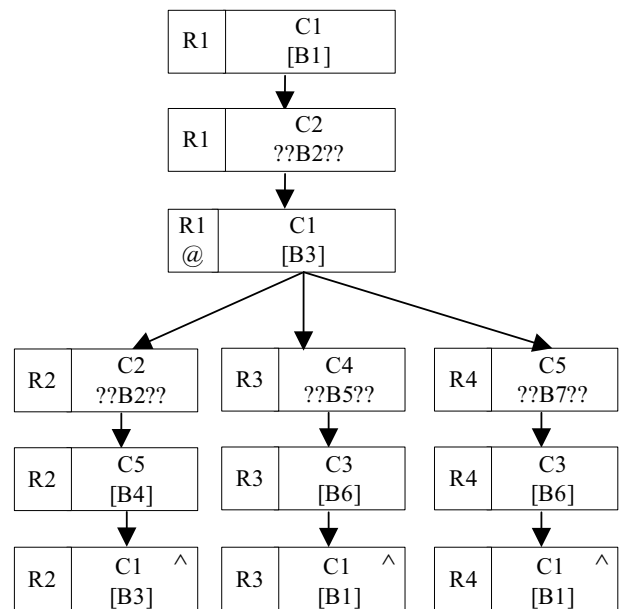 R1
C1
[B1]
R1
C2
??B2??
R1
@
C1
[B3]
R2
C2
??B2??
R3
C4
??B5??
R4
C5
??B7??
R2
C5
[B4]
R3
C3
[B6]
R4
C3
[B6]
R2
C1 ^
[B3]
R3
C1 ^
[B1]
R4
C1 ^
[B1]